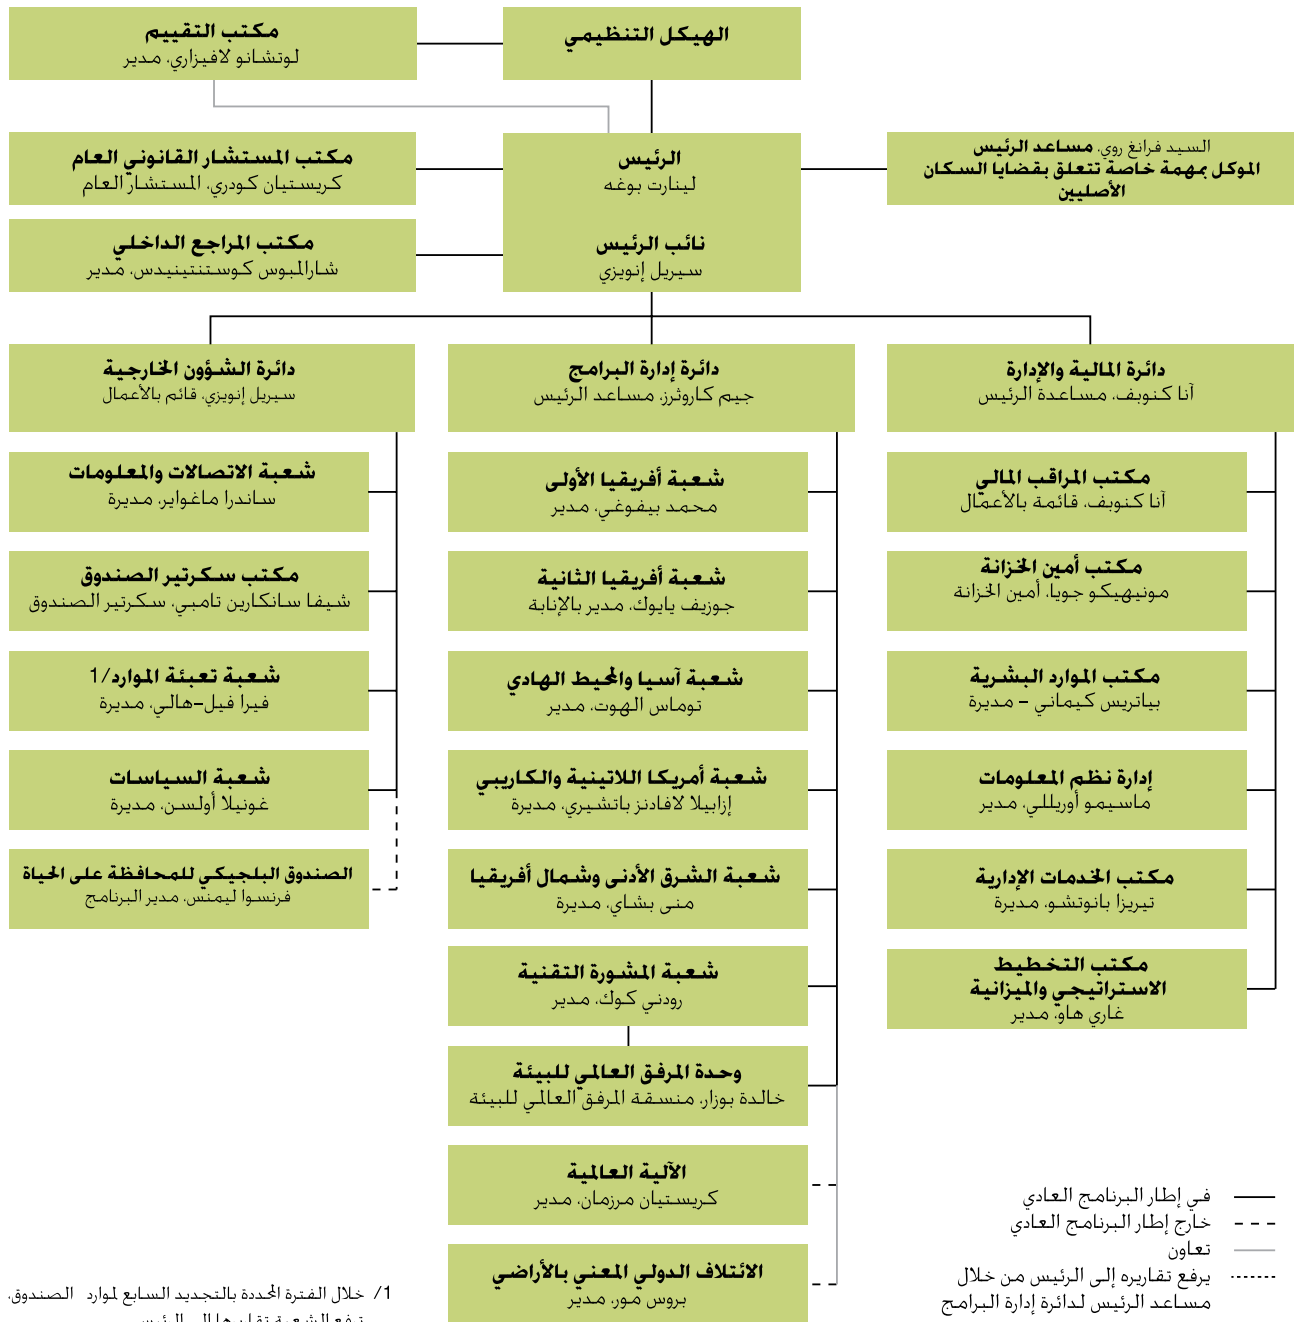 الهيكل التنظيمي
مكتب التقييم
لوتشانو لافيزاري، مدير
السيد فرانغ روي، مساعد الرئيس
الموكل بمهمة خاصة تتعلق بقضايا السكان
الأصليين
الرئيس
لينارت بوغه
نائب الرئيس
سيريل إنويزي
مكتب المستشار القانوني العام
كريستيان كودري، المستشار العام
مكتب المراجع الداخلي
شارالمبوس كوستنتينيدس، مدير
دائرة المالية والإدارة
آنا كنوبف، مساعدة الرئيس
مكتب المراقب المالي
آنا كنوبف، قائمة بالأعمال
مكتب أمين الخزانة
مونيهيكو جويا، أمين الخزانة
مكتب الموارد البشرية
بياتريس كيماني – مديرة
إدارة نظم المعلومات
ماسيمو أوريللي، مدير
مكتب الخدمات الإدارية
تيريزا بانوتشو، مديرة
مكتب التخطيط
الاستراتيجي والميزانية
غاري هاو، مدير
دائرة إدارة البرامج
جيم كاروثرز، مساعد الرئيس
شعبة أفريقيا الأولى
محمد بيفوغي، مدير
شعبة أفريقيا الثانية
جوزيف يايوك، مدير بالإنابة
شعبة آسيا والمحيط الهادي
توماس الهوت، مدير
شعبة أمريكا اللاتينية والكاريبي
إزابيلا لافادنز باتشيري، مديرة
شعبة الشرق الأدنى وشمال أفريقيا
منى بشاي، مديرة
شعبة المشورة التقنية
رودني كوك، مدير
وحدة المرفق العالمي للبيئة
خالدة بوزار، منسقة المرفق العالمي للبيئة
الآلية العالمية
كريستيان مرزمان، مدير
الائتلاف الدولي المعني بالأراضي
بروس مور، مدير
دائرة الشؤون الخارجية
سيريل إنويزي، قائم بالأعمال
شعبة الاتصالات والمعلومات
ساندرا ماغواير، مديرة
مكتب سكرتير الصندوق
شيفا سانكارين تامبي، سكرتير الصندوق
شعبة تعبئة الموارد/1
فيرا فيل–هالي، مديرة
شعبة السياسات
غونيلا أولسن، مديرة
الصندوق البلجيكي للمحافظة على الحياة
فرنسوا ليمنس، مدير البرنامج
في إطار البرنامج العادي
خارج إطار البرنامج العادي
تعاون
يرفع تقاريره إلى الرئيس من خلال
مساعد الرئيس لدائرة إدارة البرامج
1/ خلال الفترة المحددة بالتجديد السابع لموارد الصندوق،
ترفع الشعبة تقاريرها إلى الرئيس